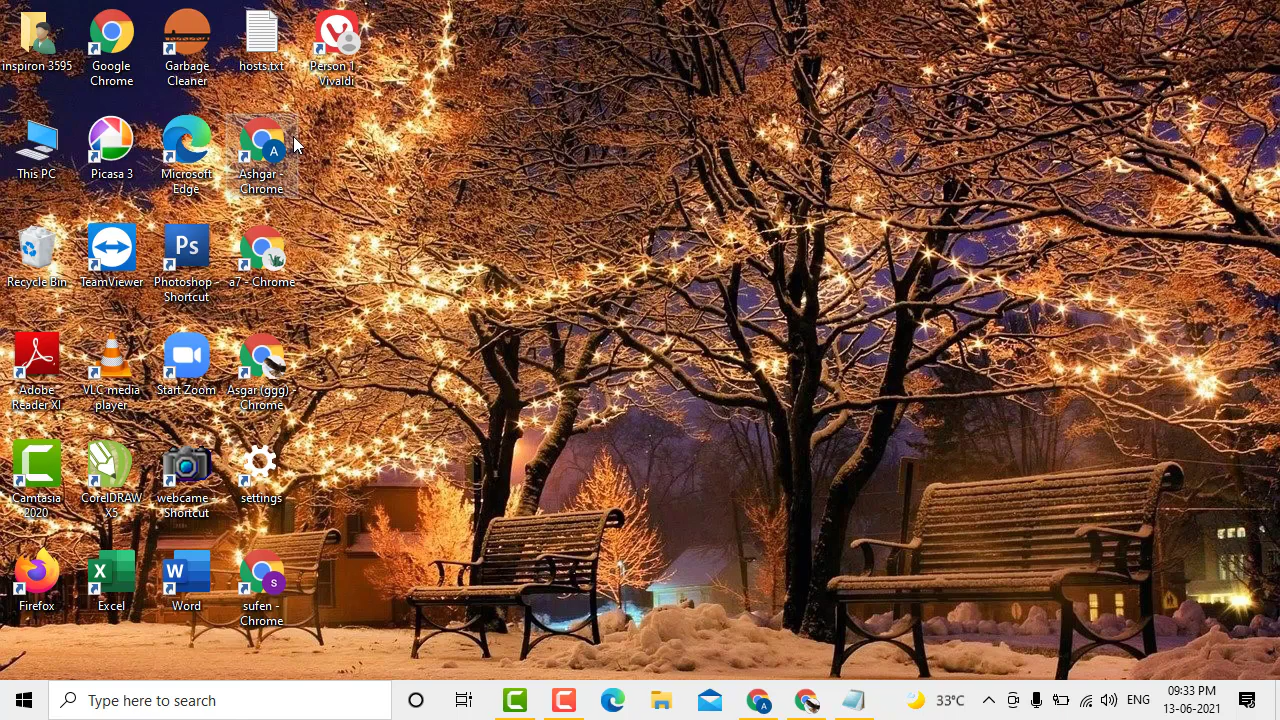 inspiron 3595
Google
Chrome
Garbage
Cleaner
hosts.txt
Person 1 -
Vivaldi
This PC
Picasa 3
Microsoft
Edge
A
Ashgar -
Chrome
Recycle Bin
TeamViewer
Ps
Photoshop -
Shortcut
a7 - Chrome
Adobe
Reader XI
VLC media
player
Start Zoom
Asgar (ggg) -
Chrome
Camtasia
2020
CorelDRAW
X5
webcame -
Shortcut
settings
Firefox
X
Excel
W
Word
S
sufen -
Chrome
Type here to search
A
33°C
ENG
09:33 PM
13-06-2021